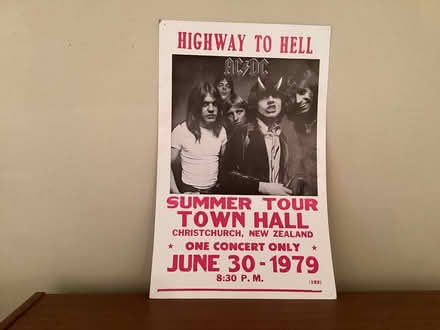 HIGHWAY TO HELL
AC⚡DC
SUMMER TOUR
TOWN HALL
CHRISTCHURCH, NEW ZEALAND
★ ONE CONCERT ONLY ★
JUNE 30 - 1979
8:30 P. M.